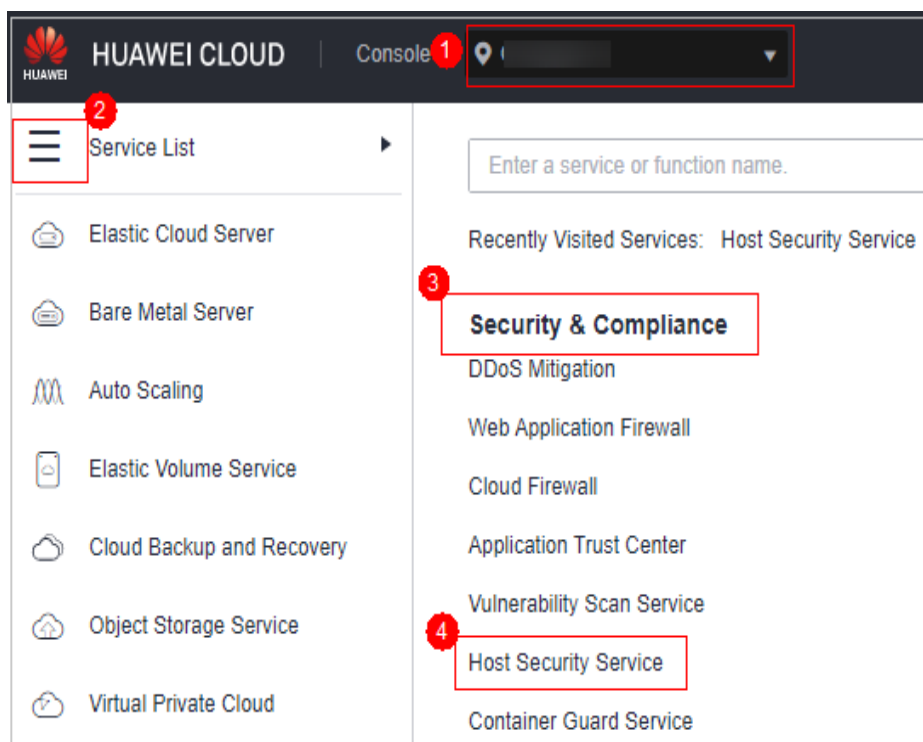 HUAWEI
HUAWEI CLOUD
Console
1
2
Service List
Elastic Cloud Server
Bare Metal Server
Auto Scaling
Elastic Volume Service
Cloud Backup and Recovery
Object Storage Service
Virtual Private Cloud
Enter a service or function name.
Recently Visited Services: Host Security Service
3
Security & Compliance
DDoS Mitigation
Web Application Firewall
Cloud Firewall
Application Trust Center
Vulnerability Scan Service
4
Host Security Service
Container Guard Service